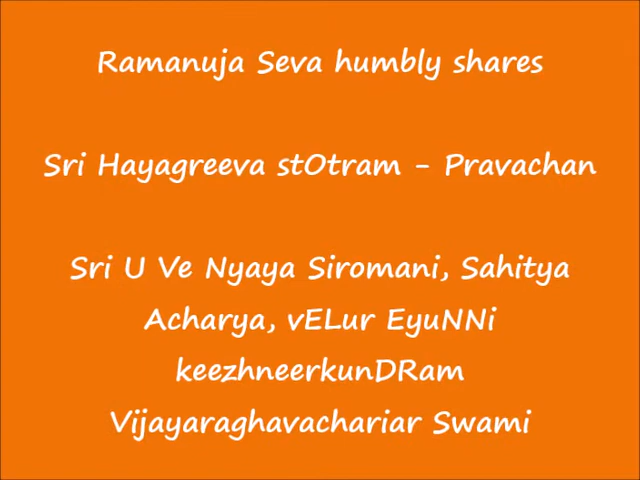 Ramanuja Seva humbly shares
Sri Hayagreeva stOtram - Pravachan
Sri U Ve Nyaya Siromani, Sahitya
Acharya, vELur EyuNNi
keezhneerkunDRam
Vijayaraghavachariar Swami